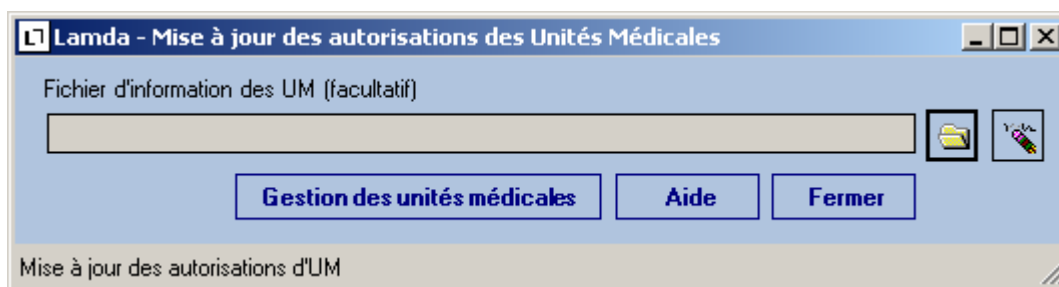 Lamda - Mise à jour des autorisations des Unités Médicales
Fichier d'information des UM (facultatif)
Gestion des unités médicales Aide Fermer
Mise à jour des autorisations d'UM